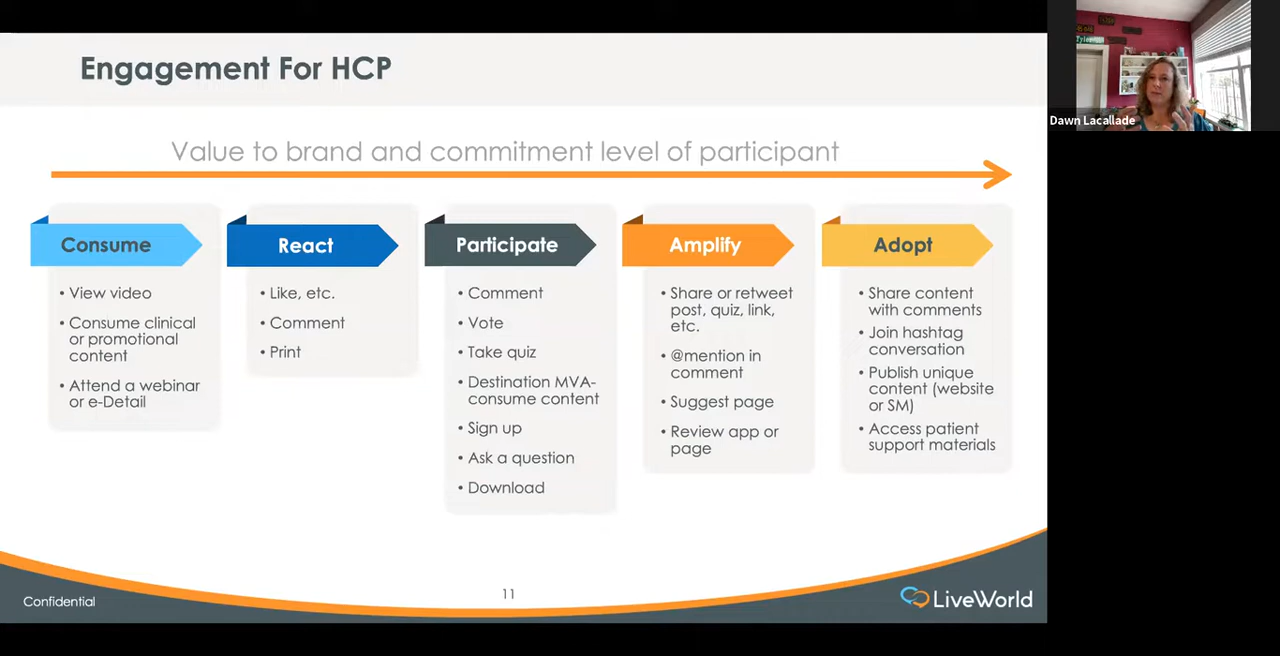 Engagement For HCP
Value to brand and commitment level of participant
Consume
• View video
• Consume clinical
or promotional
content
• Attend a webinar
or e-Detail
React
• Like, etc.
• Comment
• Print
Participate
• Comment
• Vote
• Take quiz
• Destination MVA-
consume content
• Sign up
• Ask a question
• Download
Amplify
• Share or retweet
post, quiz, link,
etc.
• @mention in
comment
• Suggest page
• Review app or
page
Adopt
• Share content
with comments
• Join hashtag
conversation
• Publish unique
content (website
or SM)
• Access patient
support materials
Confidential
11
LiveWorld
Dawn Lacallade